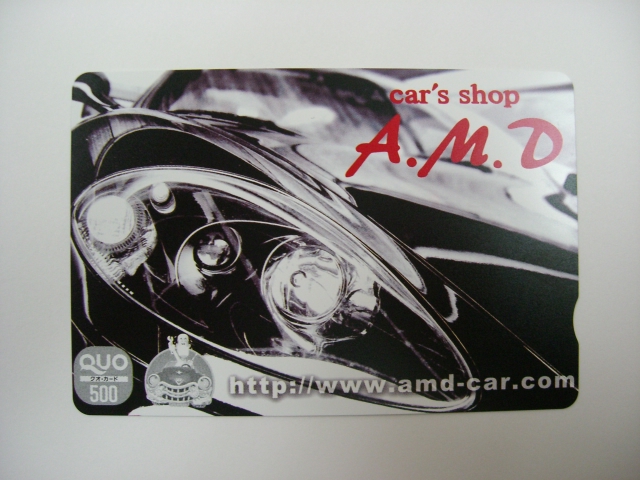 car's shop
A.M.D
QUO
クオ・カード
500
http://www.amd-car.com